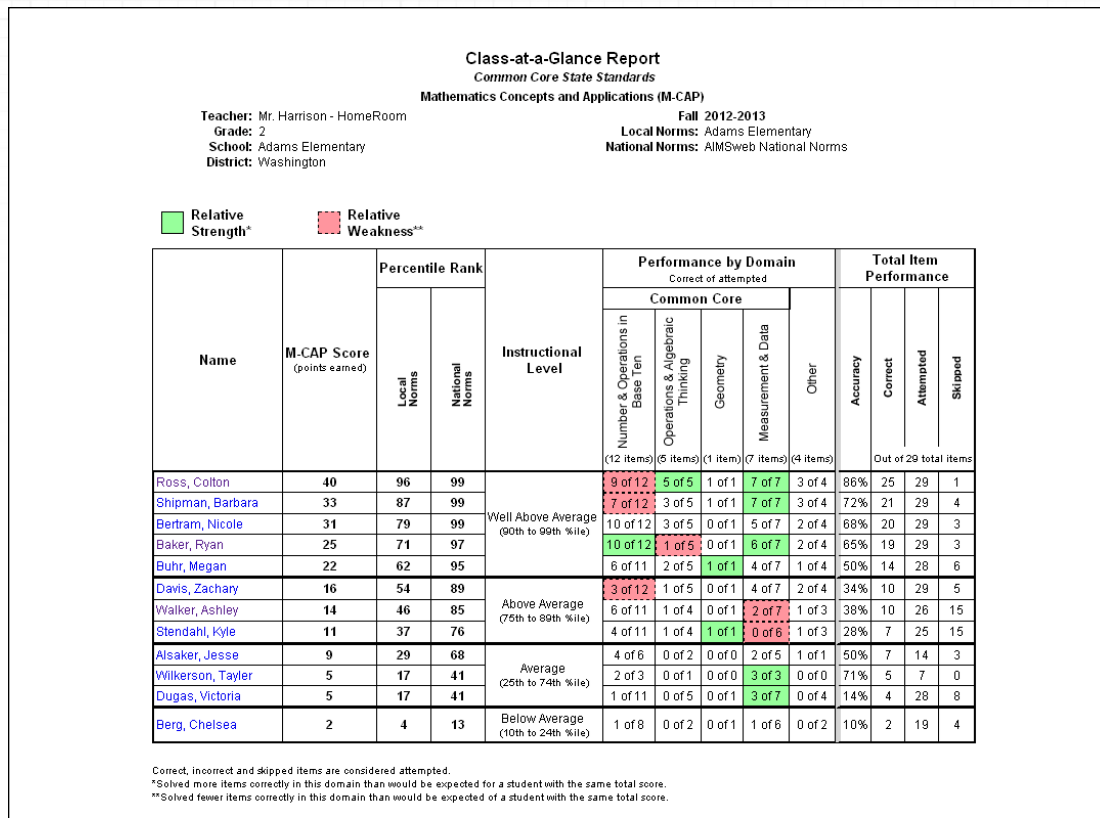 Class-at-a-Glance Report
Common Core State Standards
Mathematics Concepts and Applications (M-CAP)
Teacher: Mr. Harrison - HomeRoom Fall 2012-2013
Grade: 2 Local Norms: Adams Elementary
School: Adams Elementary National Norms: AIMSweb National Norms
District: Washington
Relative Strength* Relative Weakness**
Percentile Rank Performance by Domain Total Item Performance
Correct of attempted
Common Core
Name M-CAP Score (points earned) Local Norms National Norms Instructional Level Number & Operations in Base Ten Operations & Algebraic Thinking Geometry Measurement & Data Other Accuracy Correct Attempted Skipped
(12 items) (5 items) (1 item) (7 items) (4 items) Out of 29 total items
Ross, Colton 40 96 99 9 of 12 5 of 5 1 of 1 7 of 7 3 of 4 86% 25 29 1
Shipman, Barbara 33 87 99 7 of 12 3 of 5 1 of 1 7 of 7 3 of 4 72% 21 29 4
Bertram, Nicole 31 79 99 Well Above Average (90th to 99th %ile) 10 of 12 3 of 5 0 of 1 5 of 7 2 of 4 68% 20 29 3
Baker, Ryan 25 71 97 10 of 12 1 of 5 0 of 1 6 of 7 2 of 4 65% 19 29 3
Buhr, Megan 22 62 95 6 of 11 2 of 5 1 of 1 4 of 7 1 of 4 50% 14 28 6
Davis, Zachary 16 54 89 3 of 12 1 of 5 0 of 1 4 of 7 2 of 4 34% 10 29 5
Walker, Ashley 14 46 85 Above Average (75th to 89th %ile) 6 of 11 1 of 4 0 of 1 2 of 7 1 of 3 38% 10 26 15
Stendahl, Kyle 11 37 76 4 of 11 1 of 4 1 of 1 0 of 6 1 of 3 28% 7 25 15
Alsaker, Jesse 9 29 68 4 of 6 0 of 2 0 of 0 2 of 5 1 of 1 50% 7 14 3
Wilkerson, Tayler 5 17 41 Average (25th to 74th %ile) 2 of 3 0 of 1 0 of 0 3 of 3 0 of 0 71% 5 7 0
Dugas, Victoria 5 17 41 1 of 11 0 of 5 0 of 1 3 of 7 0 of 4 14% 4 28 8
Berg, Chelsea 2 4 13 Below Average (10th to 24th %ile) 1 of 8 0 of 2 0 of 1 1 of 6 0 of 2 10% 2 19 4
Correct, incorrect and skipped items are considered attempted.
*Solved more items correctly in this domain than would be expected for a student with the same total score.
**Solved fewer items correctly in this domain than would be expected of a student with the same total score.